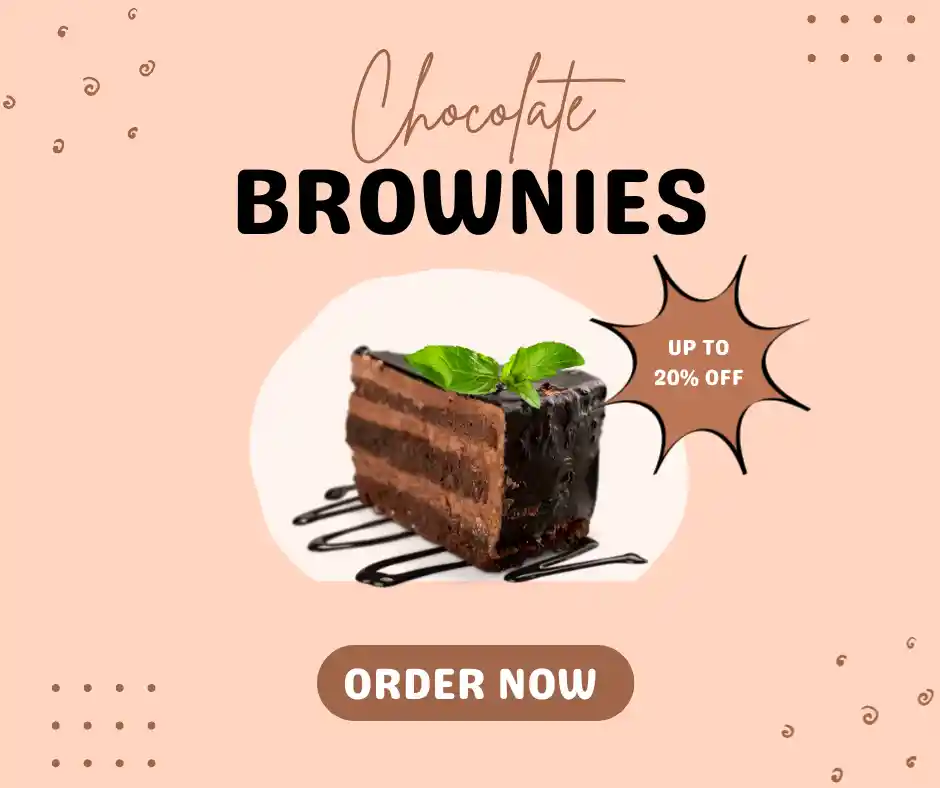 Chocolate
BROWNIES
UP TO
20% OFF
ORDER NOW